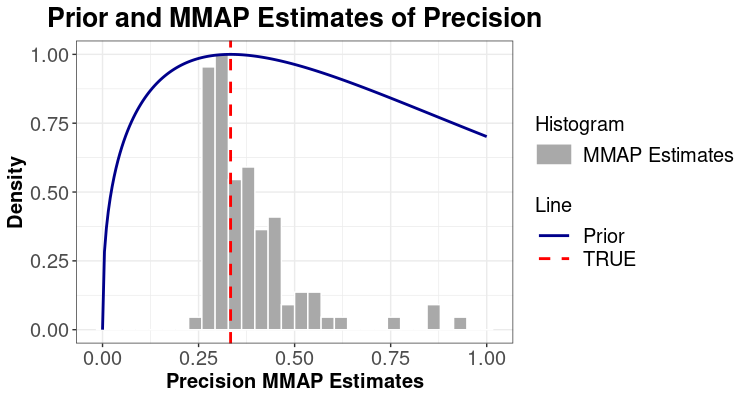 Prior and MMAP Estimates of Precision
Density
1.00
0.75
0.50
0.25
0.00
0.00 0.25 0.50 0.75 1.00
Precision MMAP Estimates
Histogram
MMAP Estimates
Line
Prior
TRUE